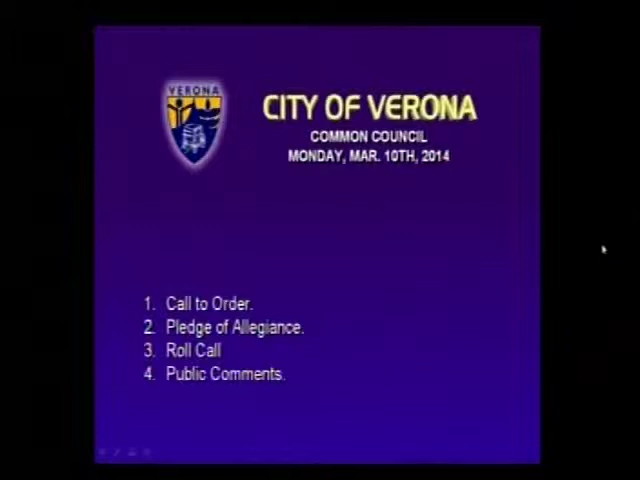 VERONA
CITY OF VERONA
COMMON COUNCIL
MONDAY, MAR. 10TH, 2014
1. Call to Order.
2. Pledge of Allegiance.
3. Roll Call
4. Public Comments.